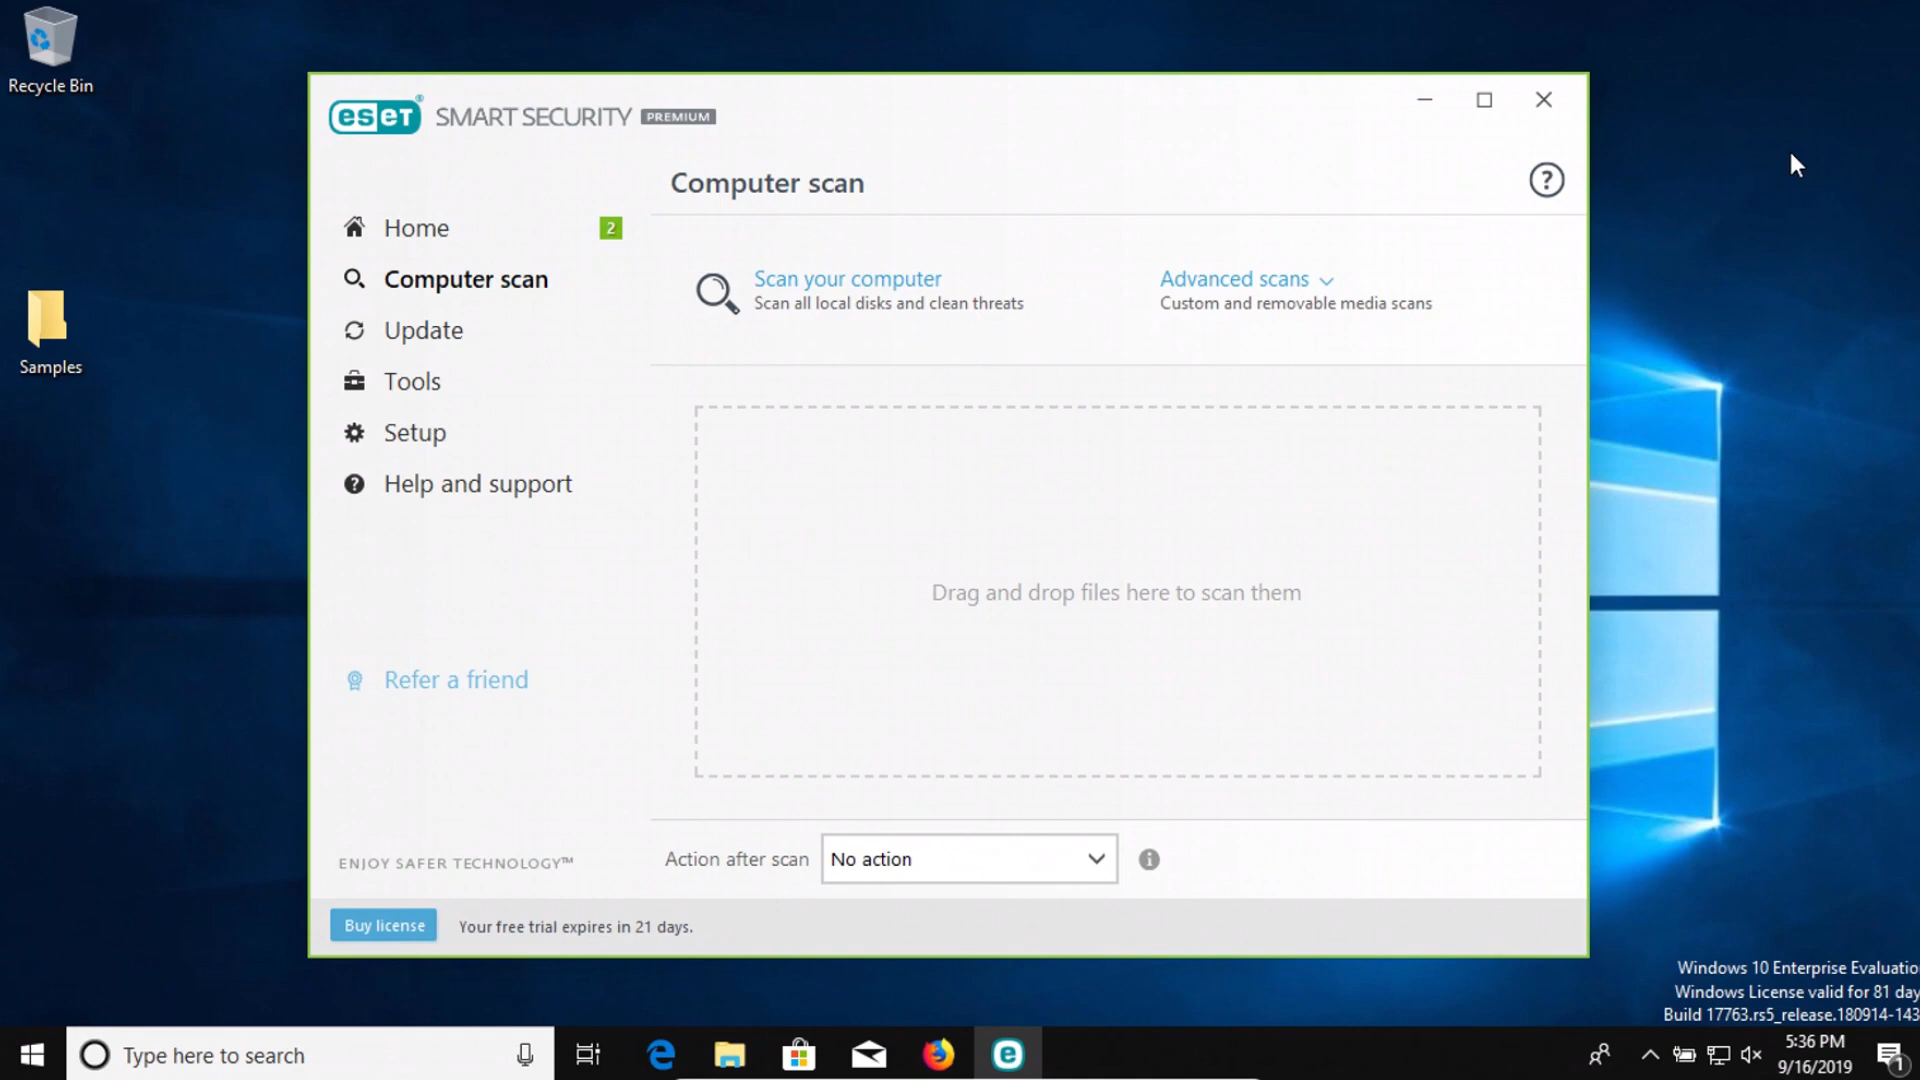 Recycle Bin
Samples
eset® SMART SECURITY PREMIUM
Computer scan
?
Home 2
Computer scan
Update
Tools
Setup
Help and support
Refer a friend
ENJOY SAFER TECHNOLOGY™
Scan your computer
Scan all local disks and clean threats
Advanced scans
Custom and removable media scans
Drag and drop files here to scan them
Action after scan No action
Buy license Your free trial expires in 21 days.
Windows 10 Enterprise Evaluatio
Windows License valid for 81 day
Build 17763.rs5_release.180914-143
Type here to search
5:36 PM
9/16/2019
1